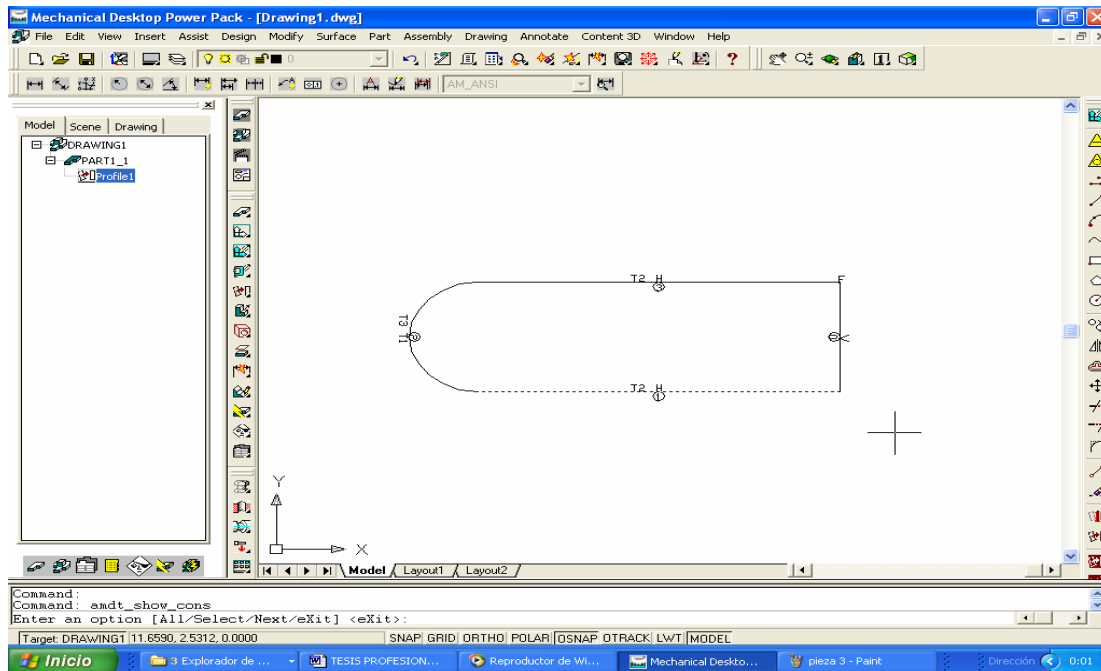 Mechanical Desktop Power Pack - [Drawing1.dwg]
File Edit View Insert Assist Design Modify Surface Part Assembly Drawing Annotate Content 3D Window Help
0
AM_ANSI
Model Scene Drawing
DRAWING1
PART1_1
Profile1
T2 H
3
F
T3 T1
V
T2 H
1
Y
X
Model Layout1 Layout2
Command:
Command: amdt_show_cons
Enter an option [All/Select/Next/eXit] <eXit>:
Target: DRAWING1 11.6590, 2.5312, 0.0000 SNAP GRID ORTHO POLAR OSNAP OTRACK LWT MODEL
Inicio 3 Explorador de ... TESIS PROFESION... Reproductor de Wi... Mechanical Deskto... pieza 3 - Paint Dirección 0:01